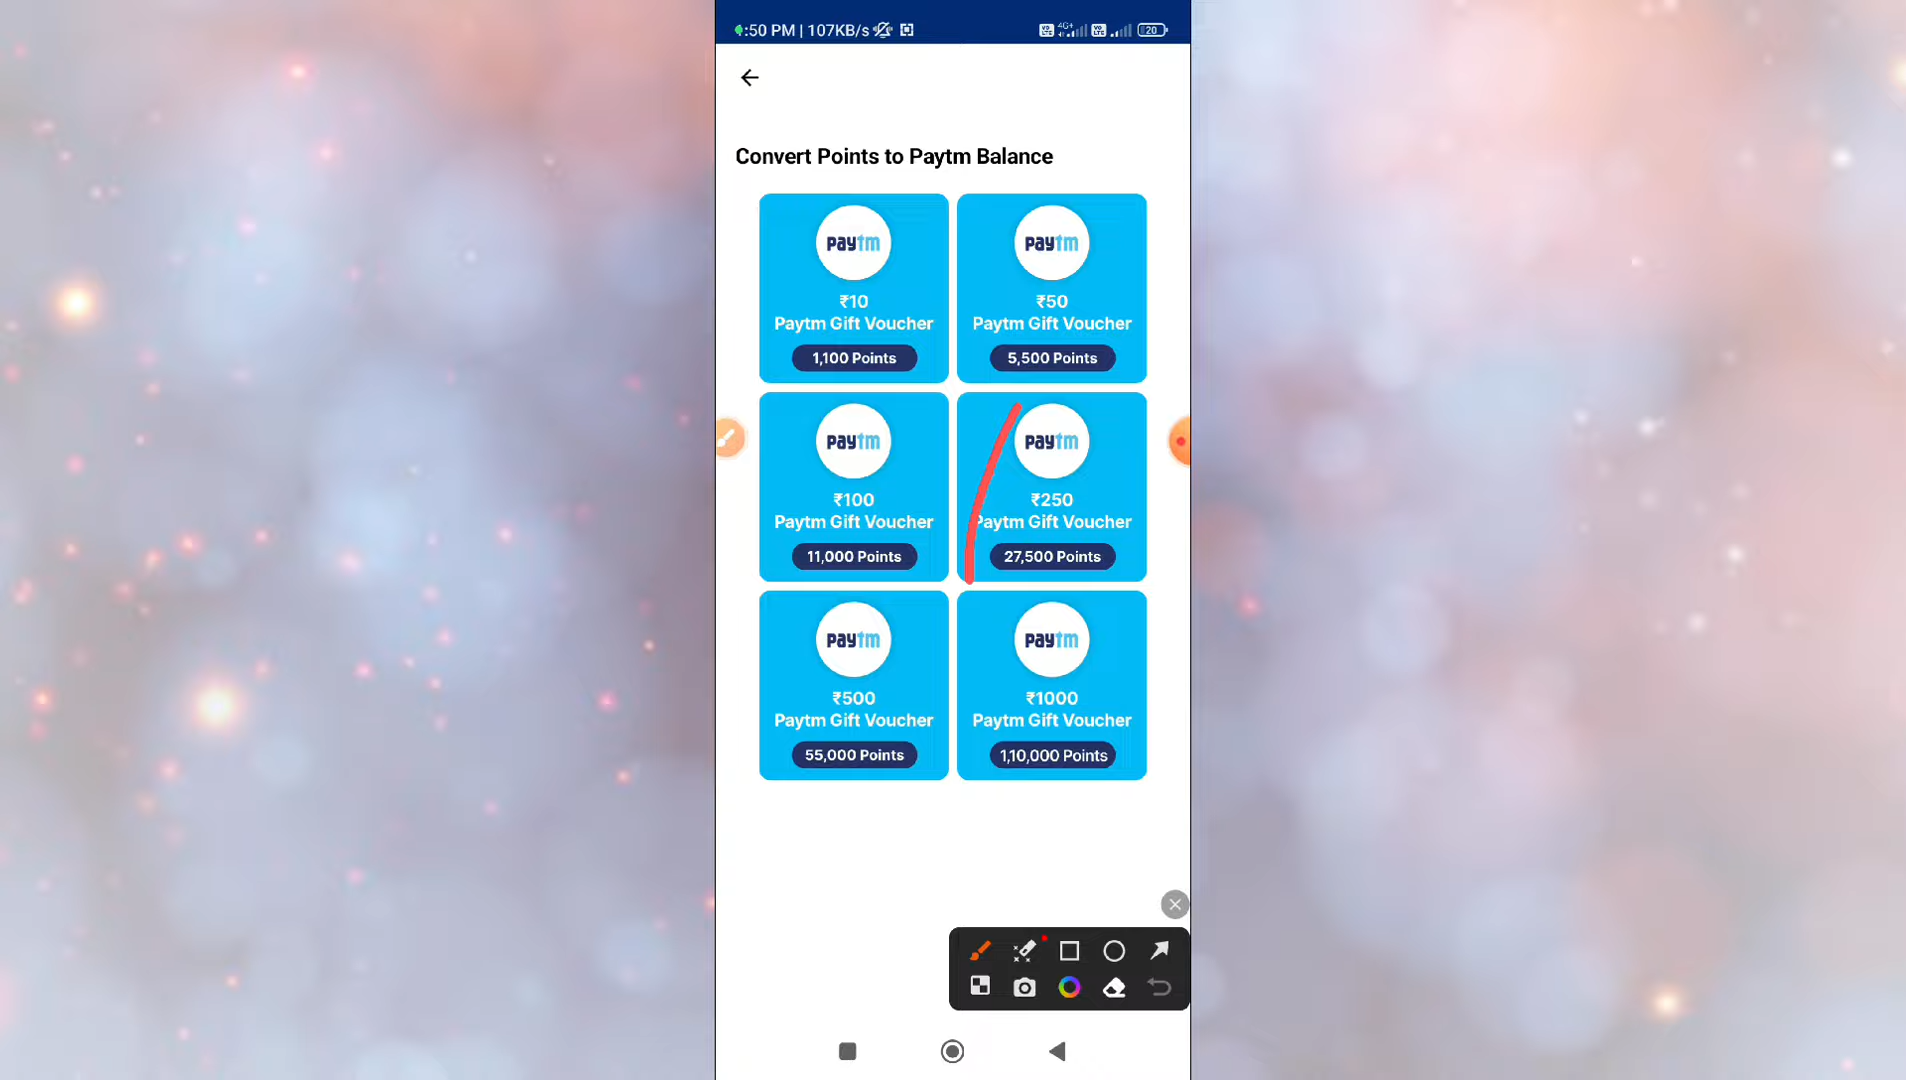 :50 PM | 107KB/s
4G+
20
Convert Points to Paytm Balance
paytm
₹10
Paytm Gift Voucher
1,100 Points
paytm
₹50
Paytm Gift Voucher
5,500 Points
paytm
₹100
Paytm Gift Voucher
11,000 Points
paytm
₹250
Paytm Gift Voucher
27,500 Points
paytm
₹500
Paytm Gift Voucher
55,000 Points
paytm
₹1000
Paytm Gift Voucher
1,10,000 Points